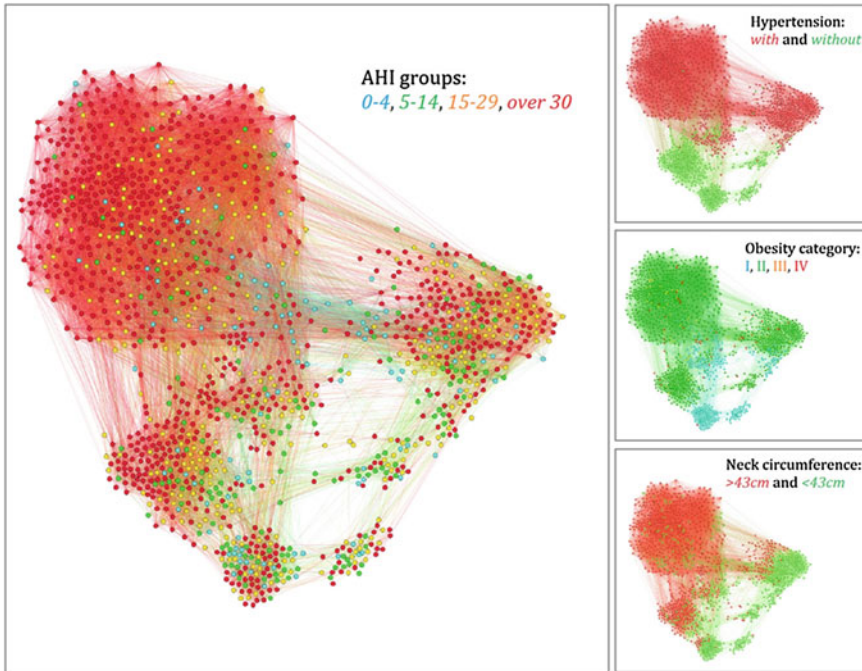 AHI groups:
0-4, 5-14, 15-29, over 30
Hypertension:
with and without
Obesity category:
I, II, III, IV
Neck circumference:
>43cm and <43cm